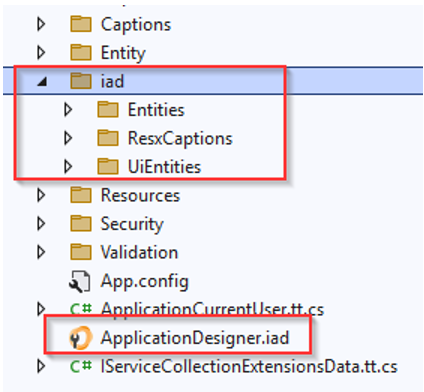 Captions
Entity
iad
Entities
ResxCaptions
UiEntities
Resources
Security
Validation
App.config
C# ApplicationCurrentUser.tt.cs
ApplicationDesigner.iad
C# IServiceCollectionExtensionsData.tt.cs